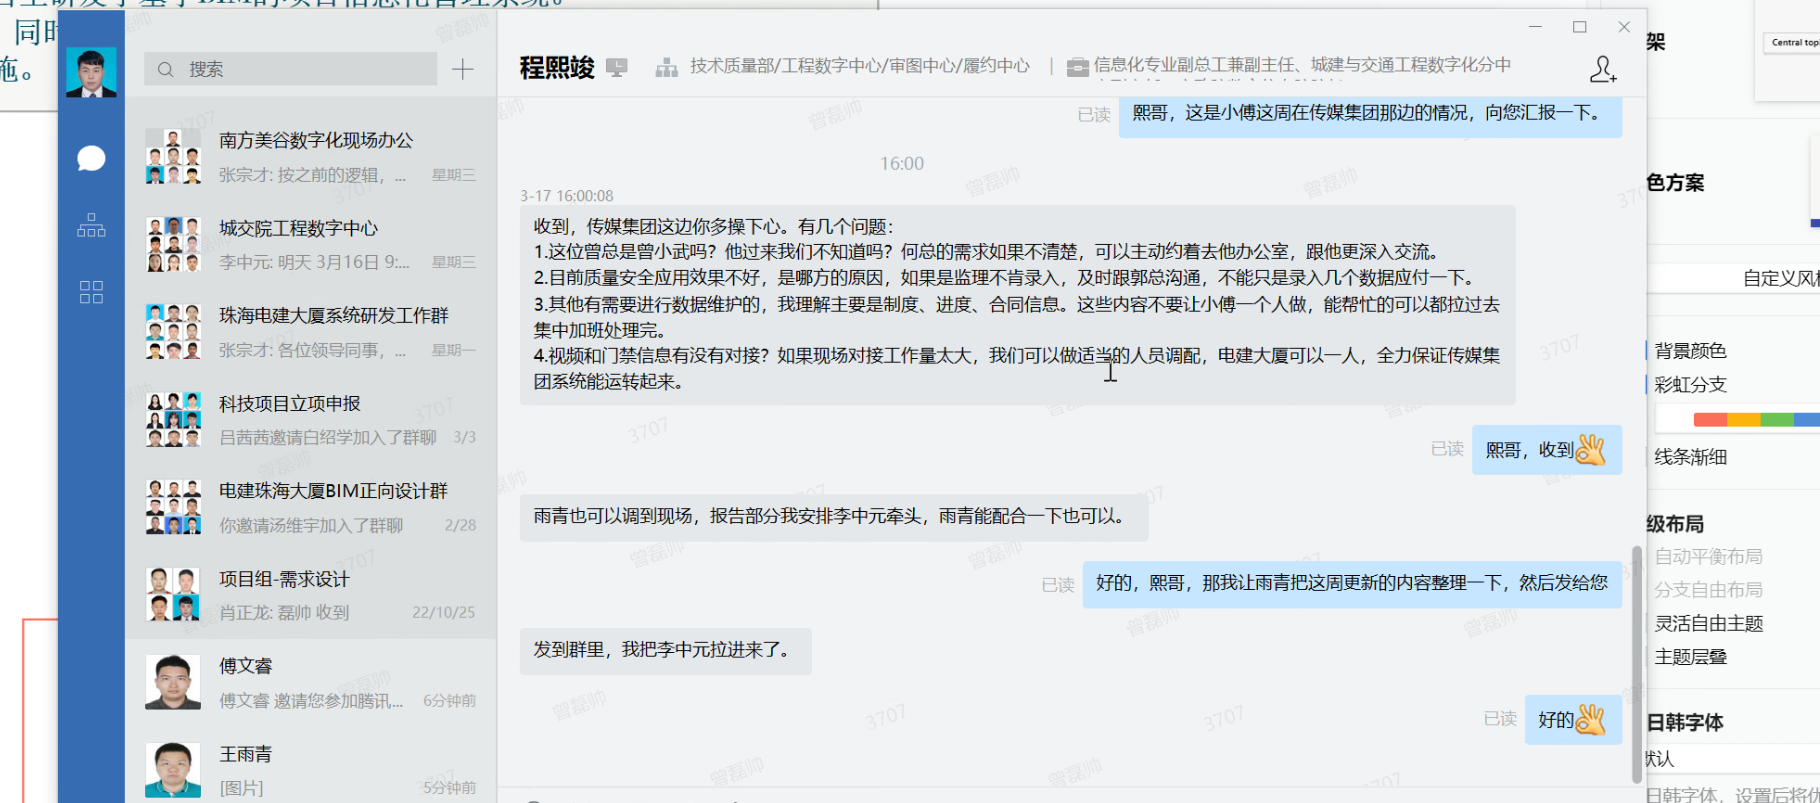 同时
施。
搜索
南方美谷数字化现场办公
张宗才: 按之前的逻辑，... 星期三
城交院工程数字中心
李中元: 明天 3月16日 9:... 星期三
珠海电建大厦系统研发工作群
张宗才: 各位领导同事，... 星期一
科技项目立项申报
吕茜茜邀请白绍学加入了群聊 3/3
电建珠海大厦BIM正向设计群
你邀请汤维宇加入了群聊 2/28
项目组-需求设计
肖正龙: 磊帅 收到 22/10/25
傅文睿
傅文睿 邀请您参加腾讯... 6分钟前
王雨青
[图片] 5分钟前
程熙竣 技术质量部/工程数字中心/审图中心/履约中心 | 信息化专业副总工兼副主任、城建与交通工程数字化分中
已读 熙哥，这是小傅这周在传媒集团那边的情况，向您汇报一下。
16:00
3-17 16:00:08
收到，传媒集团这边你多操下心。有几个问题：
1.这位曾总是曾小武吗？他过来我们不知道吗？何总的需求如果不清楚，可以主动约着去他办公室，跟他更深入交流。
2.目前质量安全应用效果不好，是哪方的原因，如果是监理不肯录入，及时跟郭总沟通，不能只是录入几个数据应付一下。
3.其他有需要进行数据维护的，我理解主要是制度、进度、合同信息。这些内容不要让小傅一个人做，能帮忙的可以都拉过去
集中加班处理完。
4.视频和门禁信息有没有对接？如果现场对接工作量太大，我们可以做适当的人员调配，电建大厦可以一人，全力保证传媒集
团系统能运转起来。
已读 熙哥，收到👌
雨青也可以调到现场，报告部分我安排李中元牵头，雨青能配合一下也可以。
已读 好的，熙哥，那我让雨青把这周更新的内容整理一下，然后发给您
发到群里，我把李中元拉进来了。
已读 好的👌
曾磊帅
3707
架
Central topi
色方案
自定义风格
背景颜色
彩虹分支
线条渐细
级布局
自动平衡布局
分支自由布局
灵活自由主题
主题层叠
日韩字体
默认
日韩字体，设置后将优